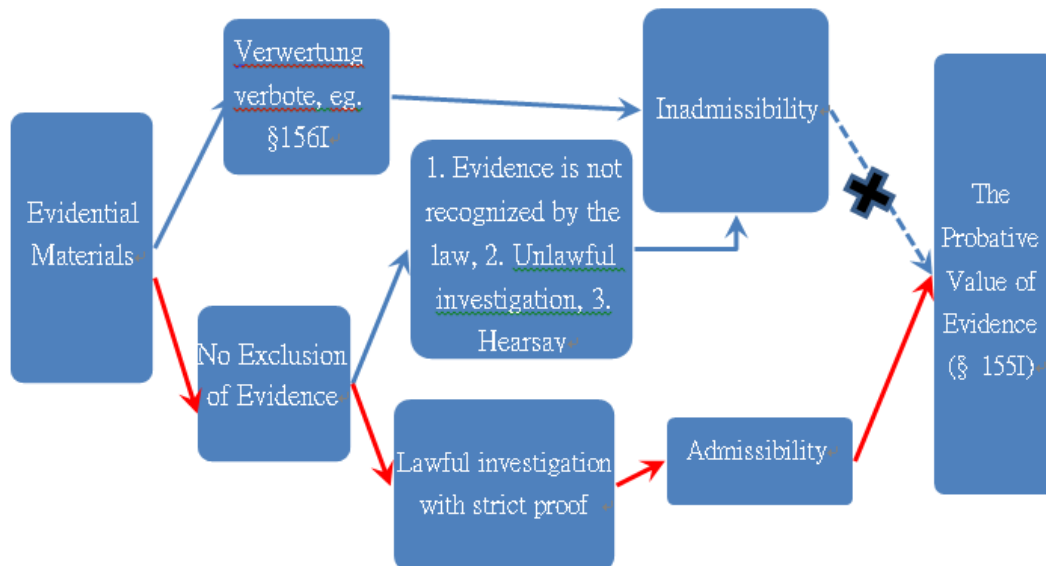 Evidential
Materials
Verwertung
verbote, eg.
§156I
No Exclusion
of Evidence
1. Evidence is not
recognized by the
law, 2. Unlawful
investigation, 3.
Hearsay
Lawful investigation
with strict proof
Inadmissibility
Admissibility
The
Probative
Value of
Evidence
(§ 155I)